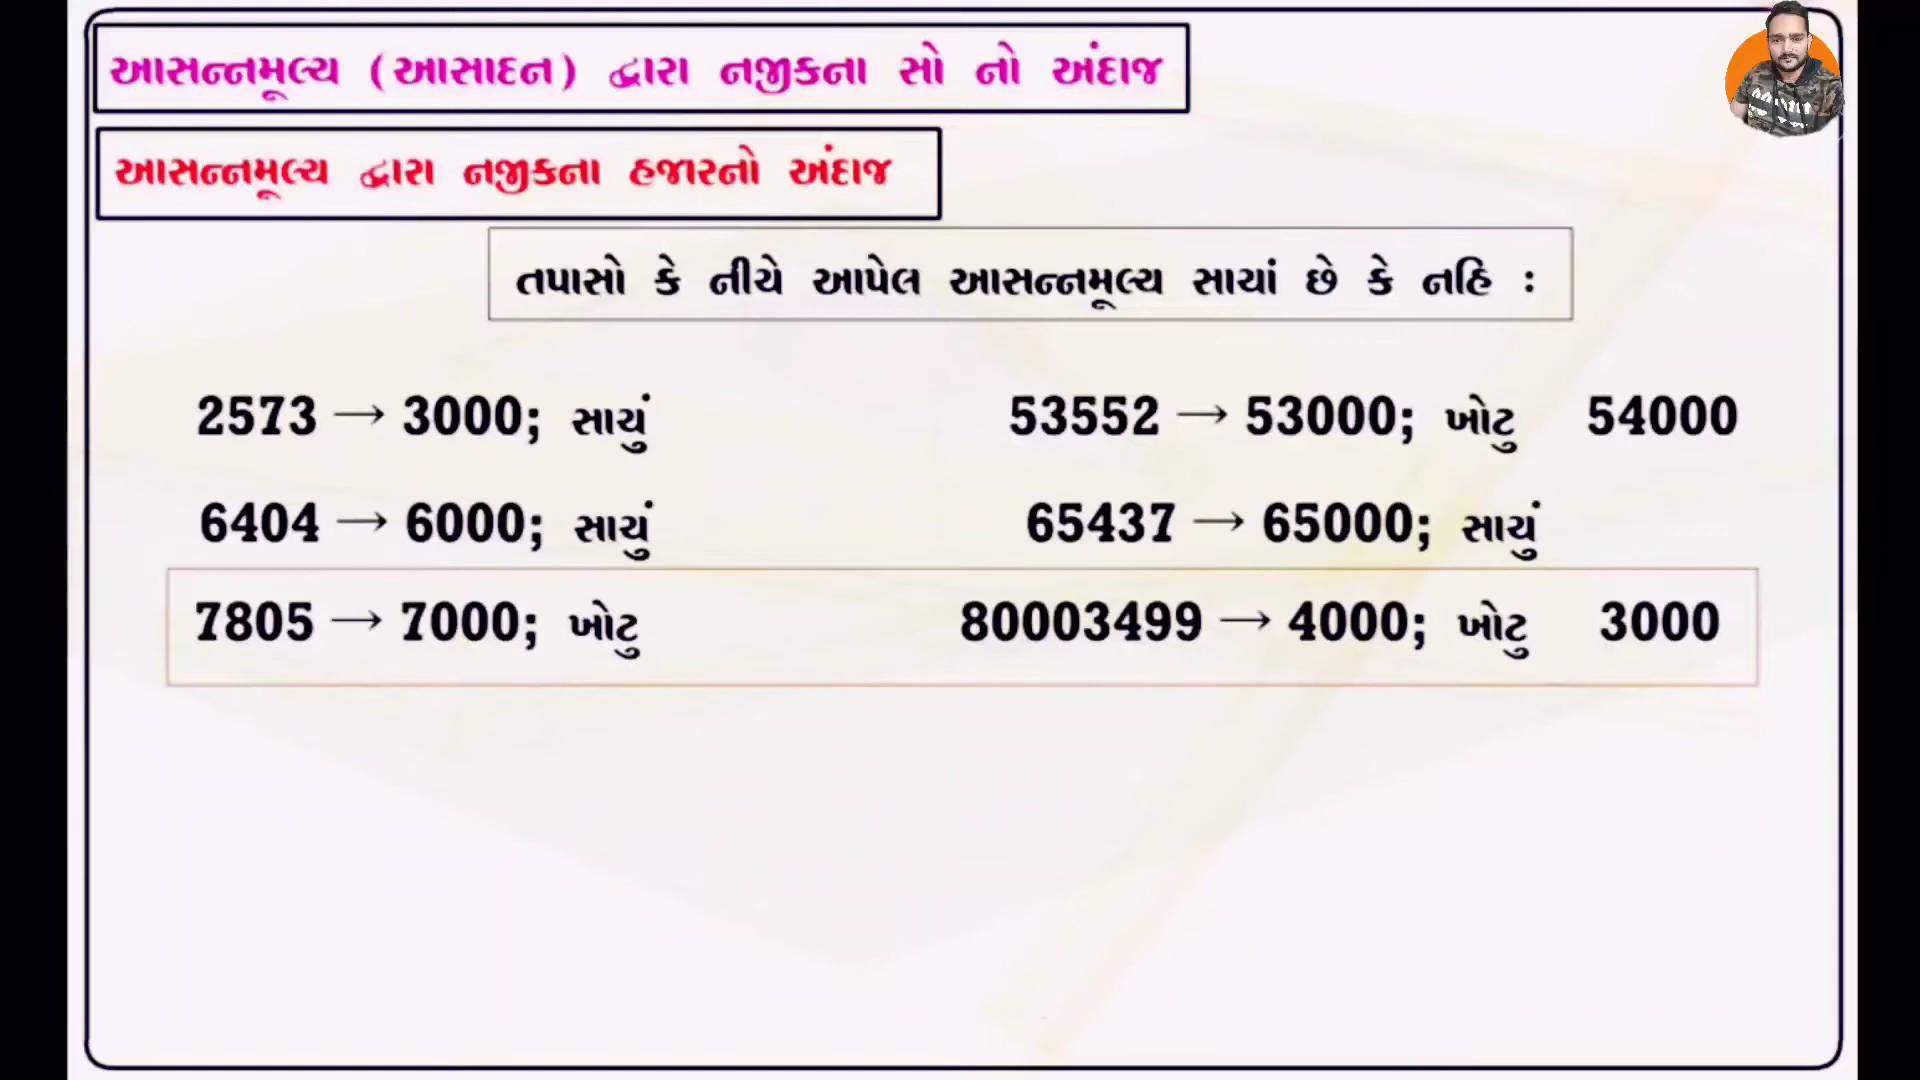 આસન્નમૂલ્ય (આસાદન) દ્વારા નજીકના સો નો અંદાજ
આસન્નમૂલ્ય દ્વારા નજીકના હજારનો અંદાજ
તપાસો કે નીચે આપેલ આસન્નમૂલ્ય સાચાં છે કે નહિ :
2573 → 3000; સાચું 53552 → 53000; ખોટુ 54000
6404 → 6000; સાચું 65437 → 65000; સાચું
7805 → 7000; ખોટુ 80003499 → 4000; ખોટુ 3000